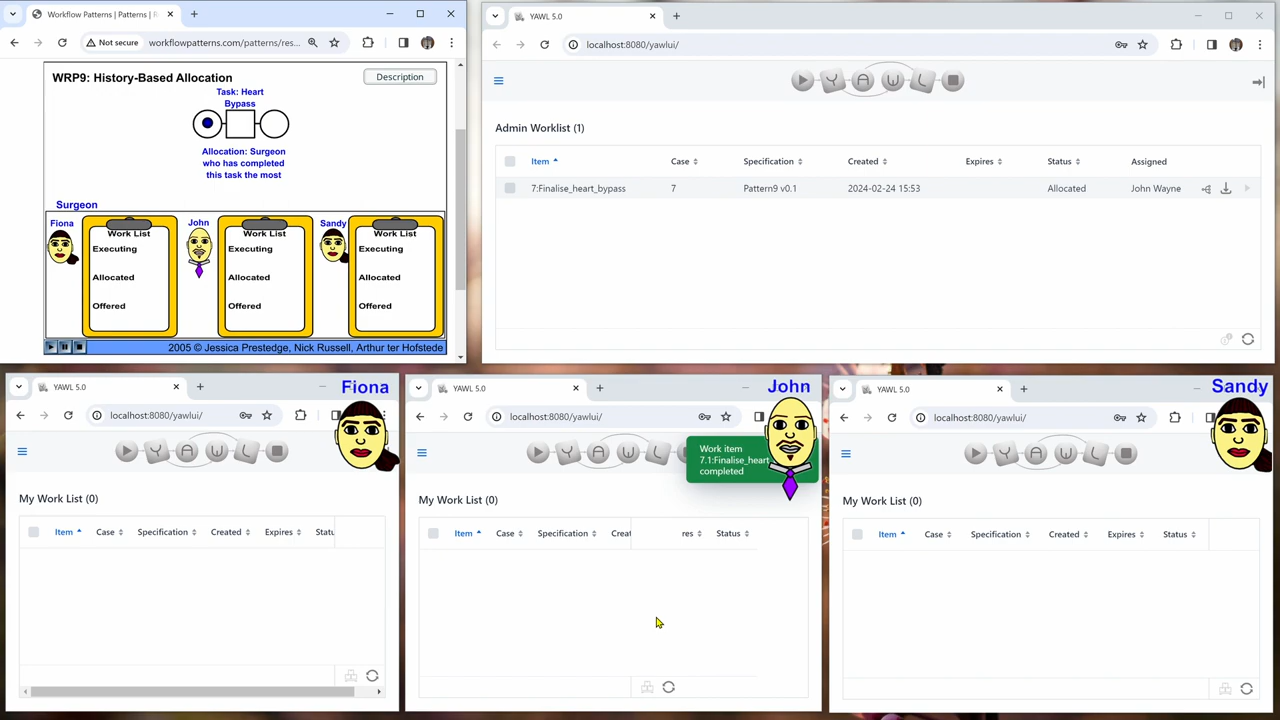 Workflow Patterns | Patterns | R
Not secure
workflowpatterns.com/patterns/res...
WRP9: History-Based Allocation
Description
Task: Heart
Bypass
Allocation: Surgeon
who has completed
this task the most
Surgeon
Fiona
John
Sandy
Work List
Executing
Allocated
Offered
Work List
Executing
Allocated
Offered
Work List
Executing
Allocated
Offered
2005 © Jessica Prestedge, Nick Russell, Arthur ter Hofstede
YAWL 5.0
localhost:8080/yawlui/
Y A W L
Admin Worklist (1)
Item Case Specification Created Expires Status Assigned
7:Finalise_heart_bypass 7 Pattern9 v0.1 2024-02-24 15:53 Allocated John Wayne
YAWL 5.0
Fiona
localhost:8080/yawlui/
Y A W L
My Work List (0)
Item Case Specification Created Expires Statu
YAWL 5.0
John
localhost:8080/yawlui/
Y A W L
Work item
7.1:Finalise_heart
completed
My Work List (0)
Item Case Specification Creat res Status
YAWL 5.0
Sandy
localhost:8080/yawlui/
Y A W L
My Work List (0)
Item Case Specification Created Expires Status